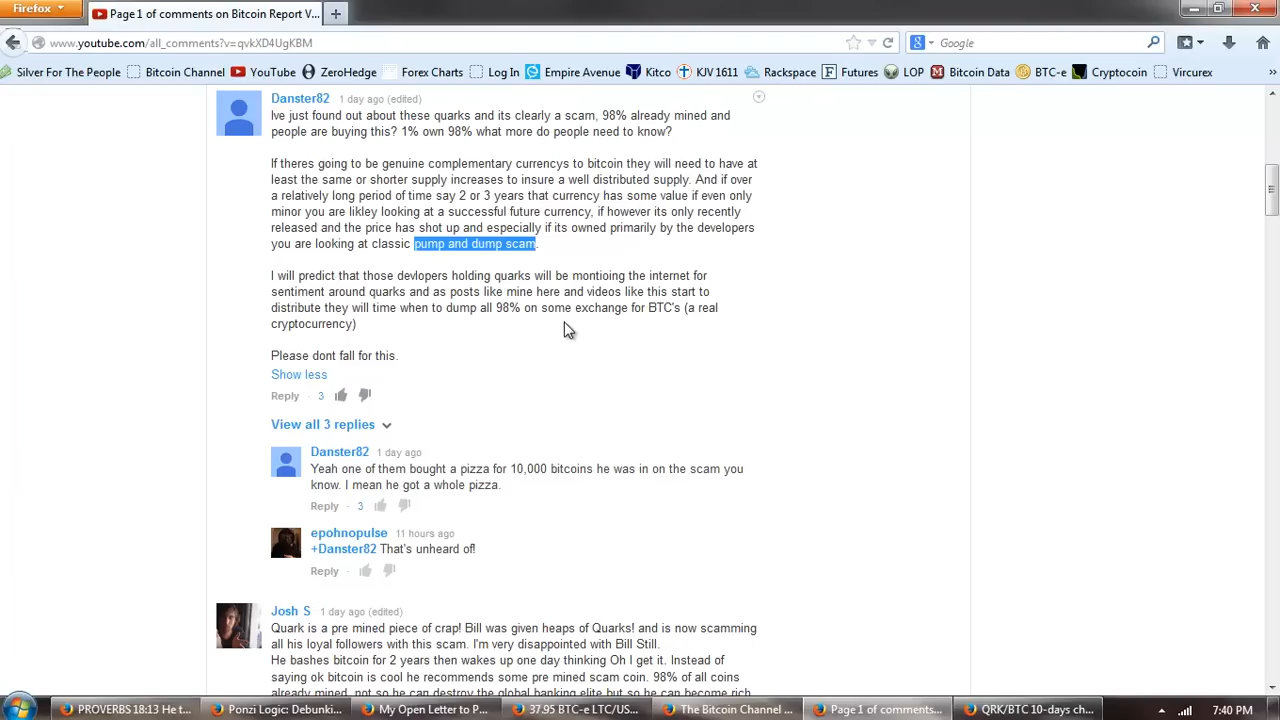 Firefox
Page 1 of comments on Bitcoin Report V...
www.youtube.com/all_comments?v=qvkXD4UgKBM
Google
Silver For The People
Bitcoin Channel
YouTube
ZeroHedge
Forex Charts
Log In
Empire Avenue
Kitco
KJV 1611
Rackspace
Futures
LOP
Bitcoin Data
BTC-e
Cryptocoin
Vircurex
Danster82 1 day ago (edited)
Ive just found out about these quarks and its clearly a scam, 98% already mined and
people are buying this? 1% own 98% what more do people need to know?
If theres going to be genuine complementary currencys to bitcoin they will need to have at
least the same or shorter supply increases to insure a well distributed supply. And if over
a relatively long period of time say 2 or 3 years that currency has some value if even only
minor you are likley looking at a successful future currency, if however its only recently
released and the price has shot up and especially if its owned primarily by the developers
you are looking at classic pump and dump scam.
I will predict that those devlopers holding quarks will be montioing the internet for
sentiment around quarks and as posts like mine here and videos like this start to
distribute they will time when to dump all 98% on some exchange for BTC's (a real
cryptocurrency)
Please dont fall for this.
Show less
Reply · 3
View all 3 replies
Danster82 1 day ago
Yeah one of them bought a pizza for 10,000 bitcoins he was in on the scam you
know. I mean he got a whole pizza.
Reply · 3
epohnopulse 11 hours ago
+Danster82 That's unheard of!
Reply ·
Josh S 1 day ago (edited)
Quark is a pre mined piece of crap! Bill was given heaps of Quarks! and is now scamming
all his loyal followers with this scam. I'm very disappointed with Bill Still.
He bashes bitcoin for 2 years then wakes up one day thinking Oh I get it. Instead of
saying ok bitcoin is cool he recommends some pre mined scam coin. 98% of all coins
already mined, not so he can destroy the global banking elite but so he can become rich
PROVERBS 18:13 He t...
Ponzi Logic: Debunki...
My Open Letter to P...
37.95 BTC-e LTC/US...
The Bitcoin Channel ...
Page 1 of comments...
QRK/BTC 10-days ch...
7:40 PM